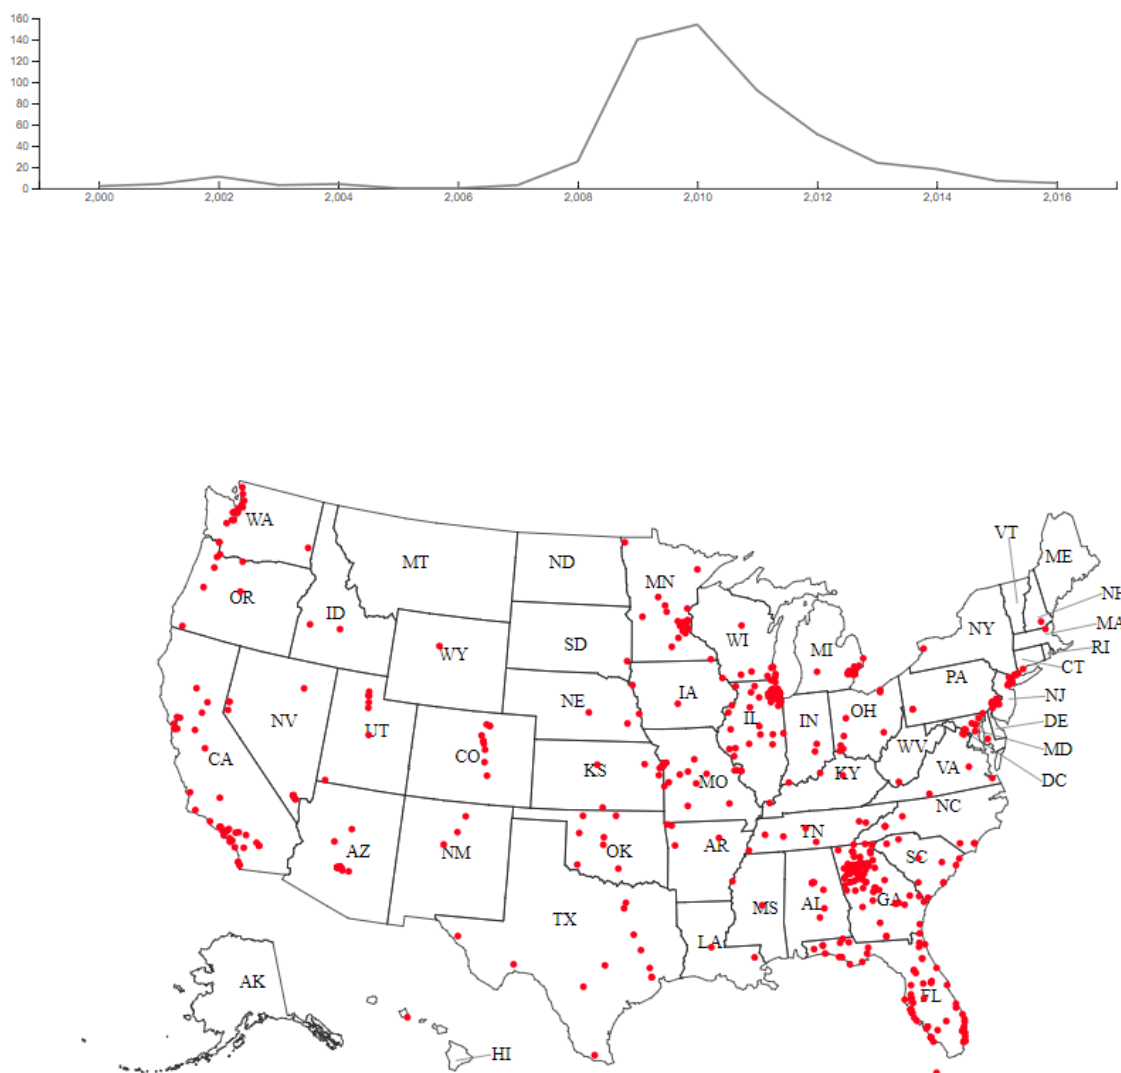 160
140
120
100
80
60
40
20
0
2,000 2,002 2,004 2,006 2,008 2,010 2,012 2,014 2,016
VT
WA
ME
MT
ND
MN
NH
OR
ID
MA
NY
WI
SD
MI
WY
RI
CT
PA
IA
NE
NJ
NV
UT
IL
IN
OH
DE
CO
WV
MD
CA
KS
KY
VA
MO
DC
NC
TN
AZ
NM
OK
AR
SC
GA
AL
MS
TX
LA
AK
FL
HI